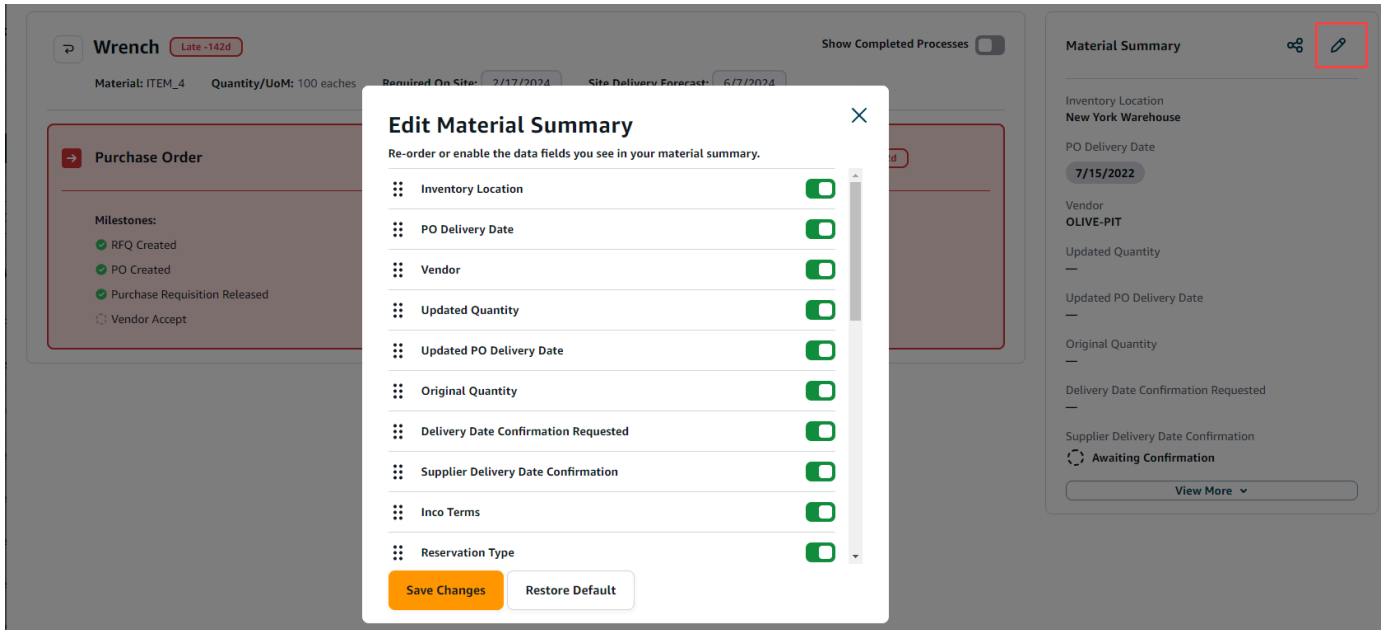 Wrench
Late -142d
Show Completed Processes
Material: ITEM_4
Quantity/UoM: 100 eaches
Required On Site: 2/17/2024
Site Delivery Forecast: 6/7/2024
Purchase Order
Milestones:
RFQ Created
PO Created
Purchase Requisition Released
Vendor Accept
Edit Material Summary
Re-order or enable the data fields you see in your material summary.
Inventory Location
PO Delivery Date
Vendor
Updated Quantity
Updated PO Delivery Date
Original Quantity
Delivery Date Confirmation Requested
Supplier Delivery Date Confirmation
Inco Terms
Reservation Type
Save Changes
Restore Default
Material Summary
Inventory Location
New York Warehouse
PO Delivery Date
7/15/2022
Vendor
OLIVE-PIT
Updated Quantity
—
Updated PO Delivery Date
—
Original Quantity
—
Delivery Date Confirmation Requested
—
Supplier Delivery Date Confirmation
Awaiting Confirmation
View More